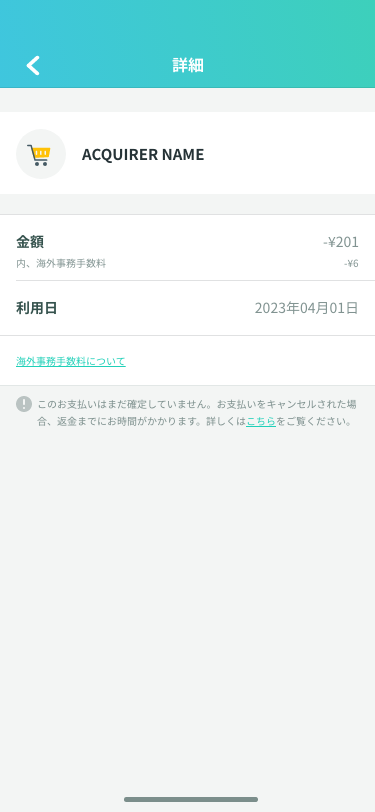 詳細
ACQUIRER NAME
金額 -¥201
内、海外事務手数料 -¥6
利用日 2023年04月01日
海外事務手数料について
このお支払いはまだ確定していません。お支払いをキャンセルされた場
合、返金までにお時間がかかります。詳しくはこちらをご覧ください。